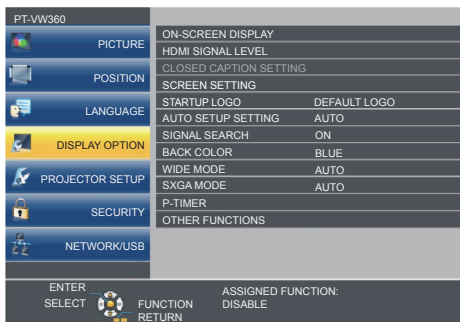 PT-VW360
PICTURE
POSITION
LANGUAGE
DISPLAY OPTION
PROJECTOR SETUP
SECURITY
NETWORK/USB
ON-SCREEN DISPLAY
HDMI SIGNAL LEVEL
CLOSED CAPTION SETTING
SCREEN SETTING
STARTUP LOGO DEFAULT LOGO
AUTO SETUP SETTING AUTO
SIGNAL SEARCH ON
BACK COLOR BLUE
WIDE MODE AUTO
SXGA MODE AUTO
P-TIMER
OTHER FUNCTIONS
ENTER
SELECT
FUNCTION
RETURN
ASSIGNED FUNCTION:
DISABLE